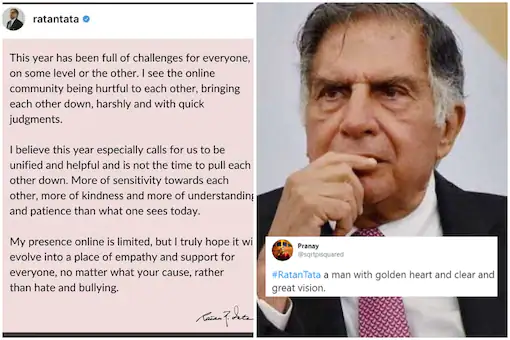 ratantata
This year has been full of challenges for everyone,
on some level or the other. I see the online
community being hurtful to each other, bringing
each other down, harshly and with quick
judgments.
I believe this year especially calls for us to be
unified and helpful and is not the time to pull each
other down. More of sensitivity towards each
other, more of kindness and more of understanding
and patience than what one sees today.
My presence online is limited, but I truly hope it wi
evolve into a place of empathy and support for
everyone, no matter what your cause, rather
than hate and bullying.
Pranay
@sqrtpisquared
#RatanTata a man with golden heart and clear and
great vision.